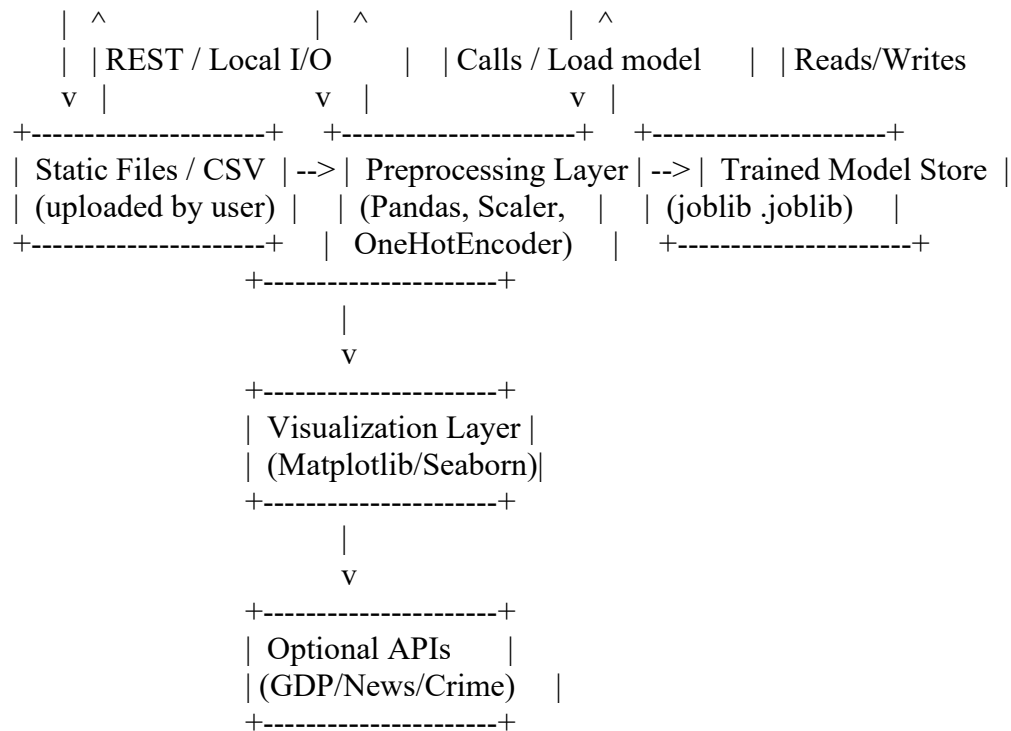 | ^ | ^ | ^
| | REST / Local I/O | | Calls / Load model | | Reads/Writes
v | v | v |
+----------------------+ +----------------------+ +----------------------+
| Static Files / CSV | --> | Preprocessing Layer | --> | Trained Model Store |
| (uploaded by user) | | (Pandas, Scaler, | | (joblib .joblib) |
+----------------------+ | OneHotEncoder) | +----------------------+
+----------------------+
|
v
+----------------------+
| Visualization Layer |
| (Matplotlib/Seaborn)|
+----------------------+
|
v
+----------------------+
| Optional APIs |
| (GDP/News/Crime) |
+----------------------+